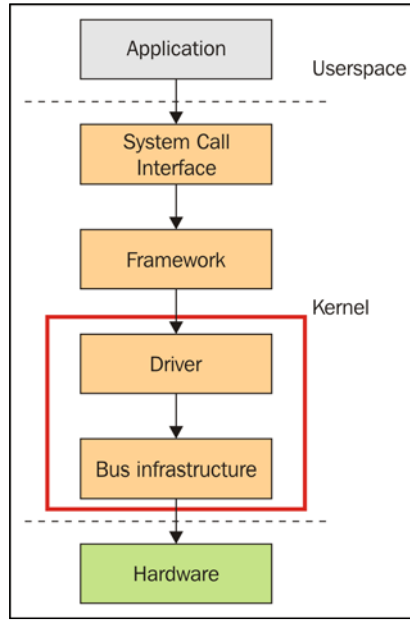 Application
Userspace
System Call
Interface
Framework
Kernel
Driver
Bus infrastructure
Hardware